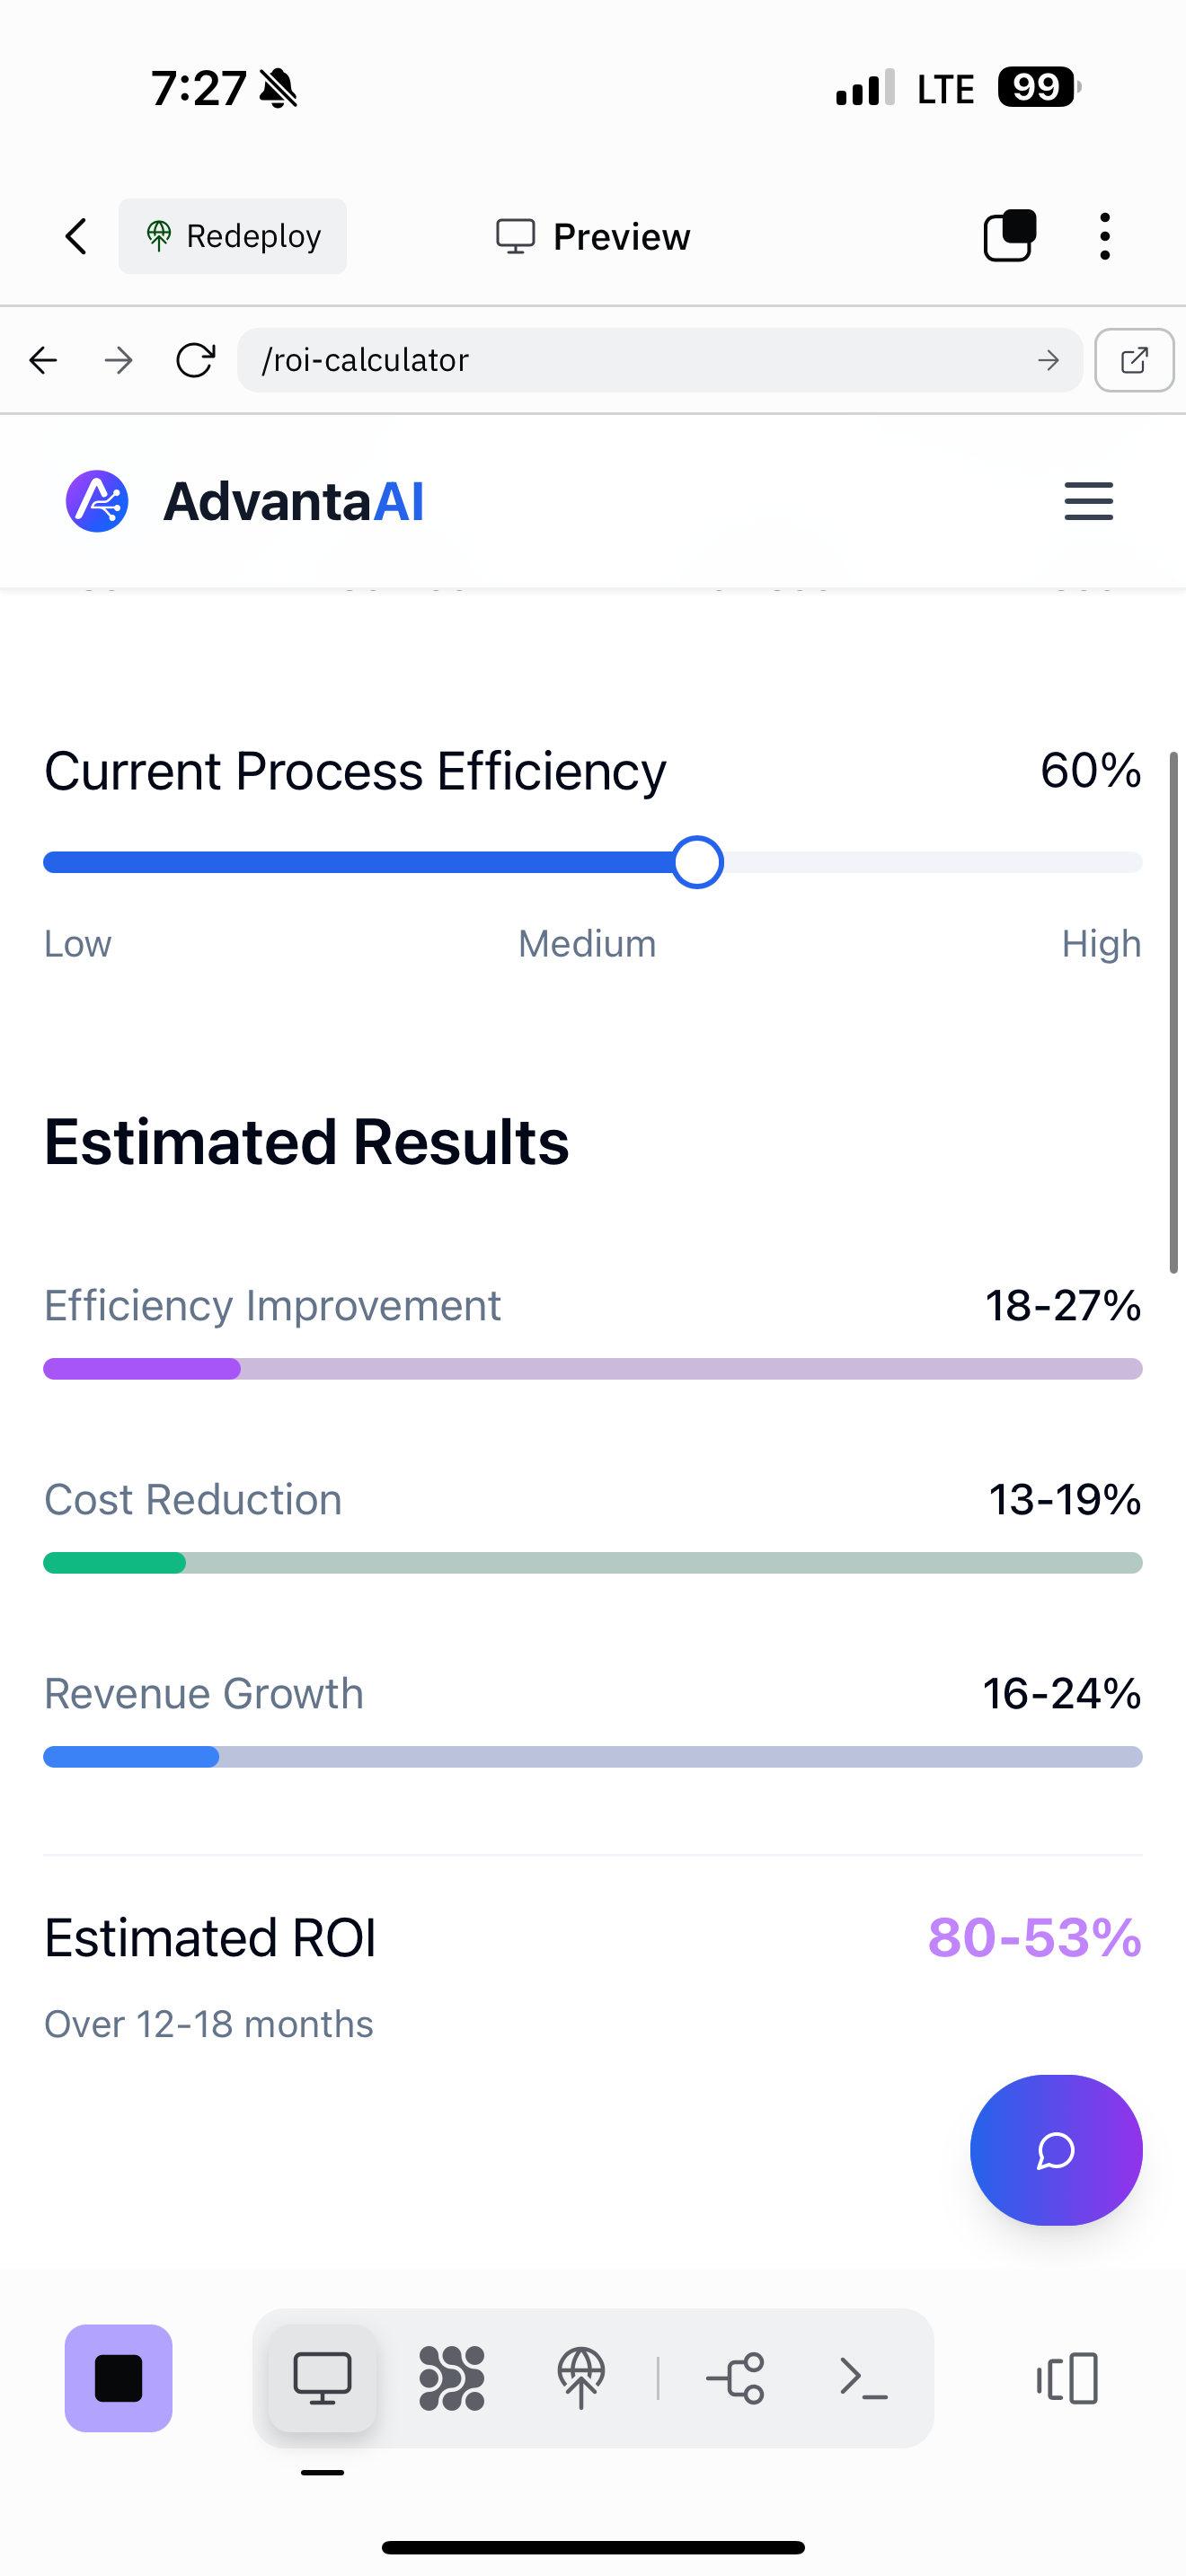 7:27
LTE 99
Redeploy
Preview
/roi-calculator
AdvantaAI
Current Process Efficiency 60%
Low Medium High
Estimated Results
Efficiency Improvement 18-27%
Cost Reduction 13-19%
Revenue Growth 16-24%
Estimated ROI 80-53%
Over 12-18 months